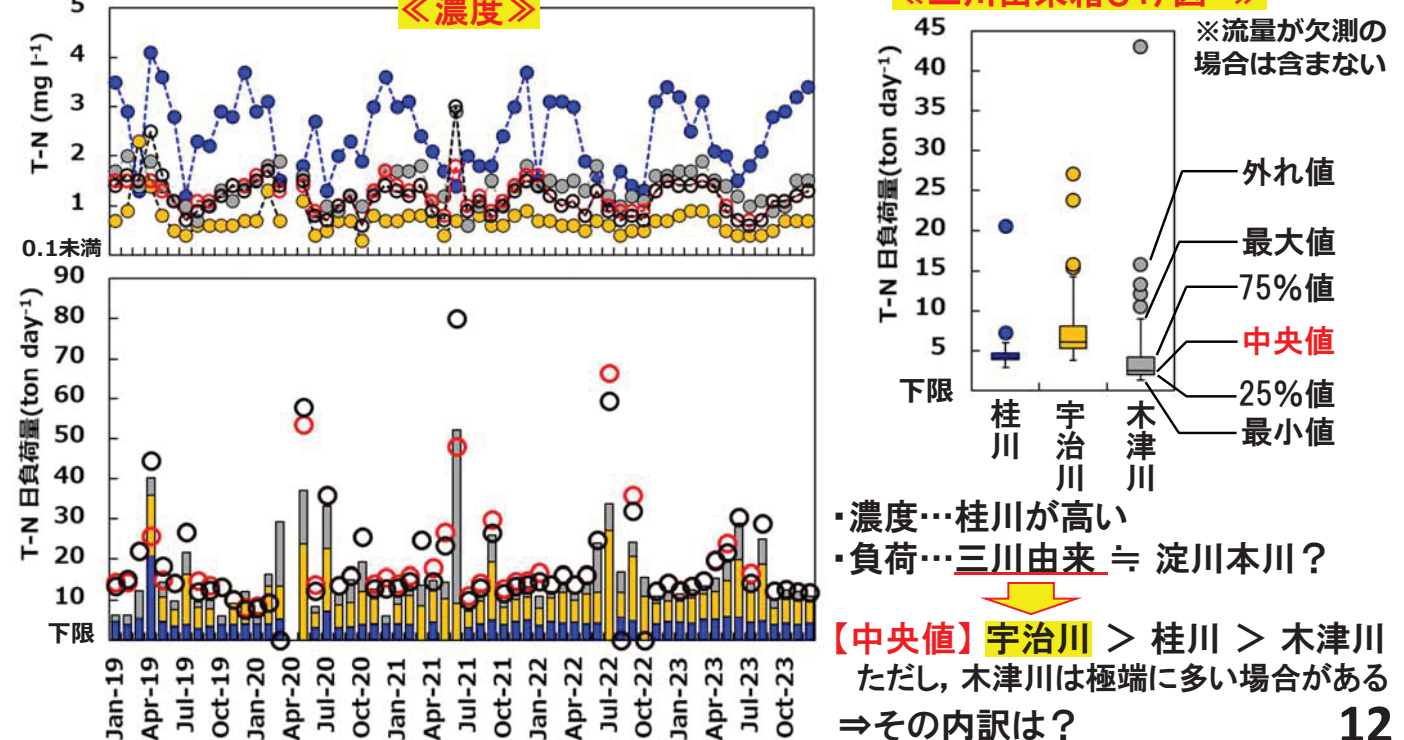 ≪濃度≫
T-N (mg l⁻¹)
5
4
3
2
1
0.1未満
T-N 日負荷量(ton day⁻¹)
90
80
70
60
50
40
30
20
10
下限
Jan-19
Apr-19
Jul-19
Oct-19
Jan-20
Apr-20
Jul-20
Oct-20
Jan-21
Apr-21
Jul-21
Oct-21
Jan-22
Apr-22
Jul-22
Oct-22
Jan-23
Apr-23
Jul-23
Oct-23
※流量が欠測の
場合は含まない
T-N 日負荷量(ton day⁻¹)
45
40
35
30
25
20
15
10
5
下限
桂川
宇治川
木津川
外れ値
最大値
75%値
中央値
25%値
最小値
・濃度…桂川が高い
・負荷…三川由来 ≒ 淀川本川？
【中央値】 宇治川 ＞ 桂川 ＞ 木津川
ただし, 木津川は極端に多い場合がある
⇒その内訳は？
12